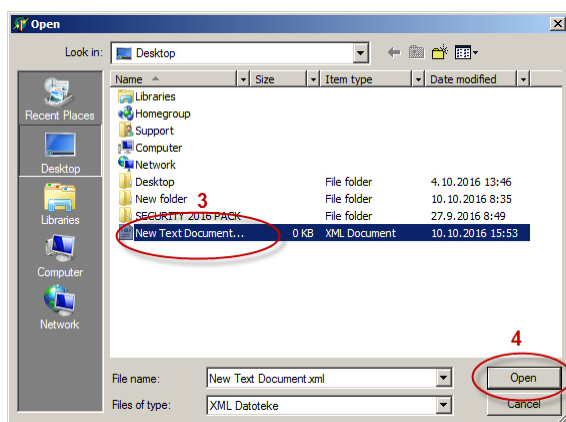 Open
Look in: Desktop
Name Size Item type Date modified
Libraries
Homegroup
Support
Computer
Network
Desktop File folder 4.10.2016 13:46
New folder File folder 10.10.2016 8:35
3
SECURITY 2016 PACK File folder 27.9.2016 8:49
New Text Document... 0 KB XML Document 10.10.2016 15:53
Recent Places
Desktop
Libraries
Computer
Network
4
File name: New Text Document.xml Open
Files of type: XML Datoteke Cancel